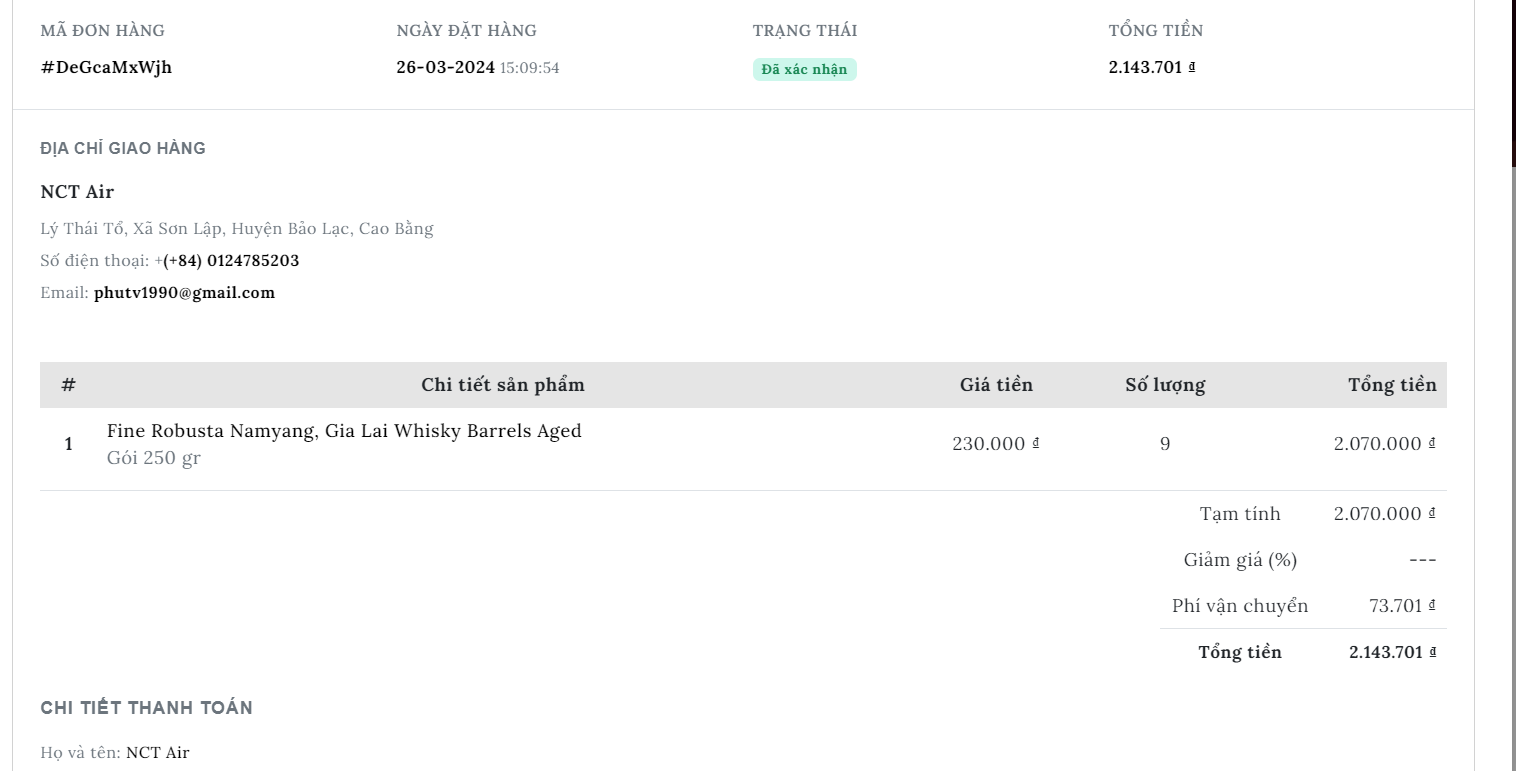 MÃ ĐƠN HÀNG NGÀY ĐẶT HÀNG TRẠNG THÁI TỔNG TIỀN
#DeGcaMxWjh 26-03-2024 15:09:54 Đã xác nhận 2.143.701 ₫
ĐỊA CHỈ GIAO HÀNG
NCT Air
Lý Thái Tổ, Xã Sơn Lập, Huyện Bảo Lạc, Cao Bằng
Số điện thoại: +(+84) 0124785203
Email: phutv1990@gmail.com
# Chi tiết sản phẩm Giá tiền Số lượng Tổng tiền
1 Fine Robusta Namyang, Gia Lai Whisky Barrels Aged 230.000 ₫ 9 2.070.000 ₫
Gói 250 gr
Tạm tính 2.070.000 ₫
Giảm giá (%) ---
Phí vận chuyển 73.701 ₫
Tổng tiền 2.143.701 ₫
CHI TIẾT THANH TOÁN
Họ và tên: NCT Air